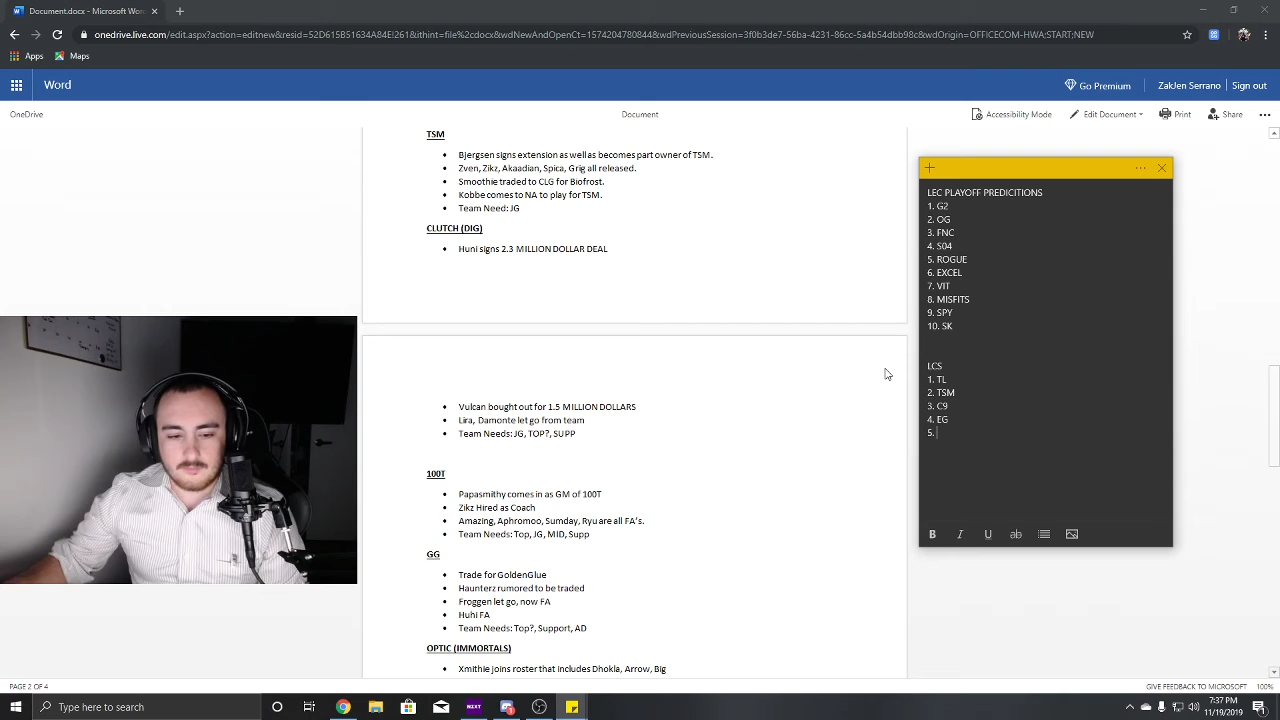 Document.docx - Microsoft Word
onedrive.live.com/edit.aspx?action=editnew&resid=52D615B51634A84E!261&ithint=file%2cdocx&wdNewAndOpenCt=1574204780844&wdPreviousSession=3f0b3de7-56ba-4231-86cc-5a4b54dbb98c&wdOrigin=OFFICECOM-HWA;START;NEW
Apps Maps
Word
Go Premium
ZakJen Serrano
Sign out
OneDrive
Document
Accessibility Mode
Edit Document
Print
Share
TSM
• Bjergsen signs extension as well as becomes part owner of TSM.
• Zven, Zikz, Akaadian, Spica, Grig all released.
• Smoothie traded to CLG for Biofrost.
• Kobbe comes to NA to play for TSM.
• Team Need: JG
CLUTCH (DIG)
• Huni signs 2.3 MILLION DOLLAR DEAL
• Vulcan bought out for 1.5 MILLION DOLLARS
• Lira, Damonte let go from team
• Team Needs: JG, TOP?, SUPP
100T
• Papasmithy comes in as GM of 100T
• Zikz Hired as Coach
• Amazing, Aphromoo, Sumday, Ryu are all FA's.
• Team Needs: Top, JG, MID, Supp
GG
• Trade for GoldenGlue
• Haunterz rumored to be traded
• Froggen let go, now FA
• Huhi FA
• Team Needs: Top?, Support, AD
OPTIC (IMMORTALS)
• Xmithie joins roster that includes Dhokla, Arrow, Big
LEC PLAYOFF PREDICITIONS
1. G2
2. OG
3. FNC
4. S04
5. ROGUE
6. EXCEL
7. VIT
8. MISFITS
9. SPY
10. SK
LCS
1. TL
2. TSM
3. C9
4. EG
5.
B I U ab
PAGE 2 OF 4
GIVE FEEDBACK TO MICROSOFT
Type here to search
NZXT
7:37 PM
11/19/2019